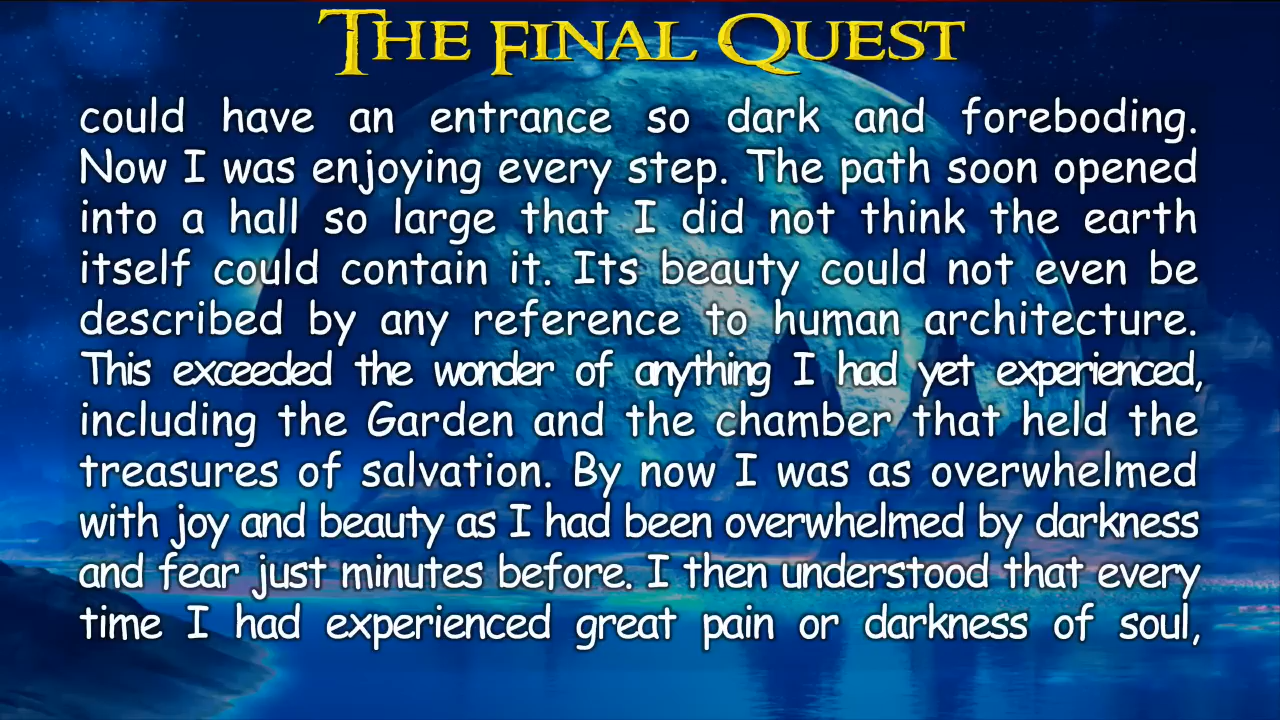 The Final Quest
could have an entrance so dark and foreboding.
Now I was enjoying every step. The path soon opened
into a hall so large that I did not think the earth
itself could contain it. Its beauty could not even be
described by any reference to human architecture.
This exceeded the wonder of anything I had yet experienced,
including the Garden and the chamber that held the
treasures of salvation. By now I was as overwhelmed
with joy and beauty as I had been overwhelmed by darkness
and fear just minutes before. I then understood that every
time I had experienced great pain or darkness of soul,